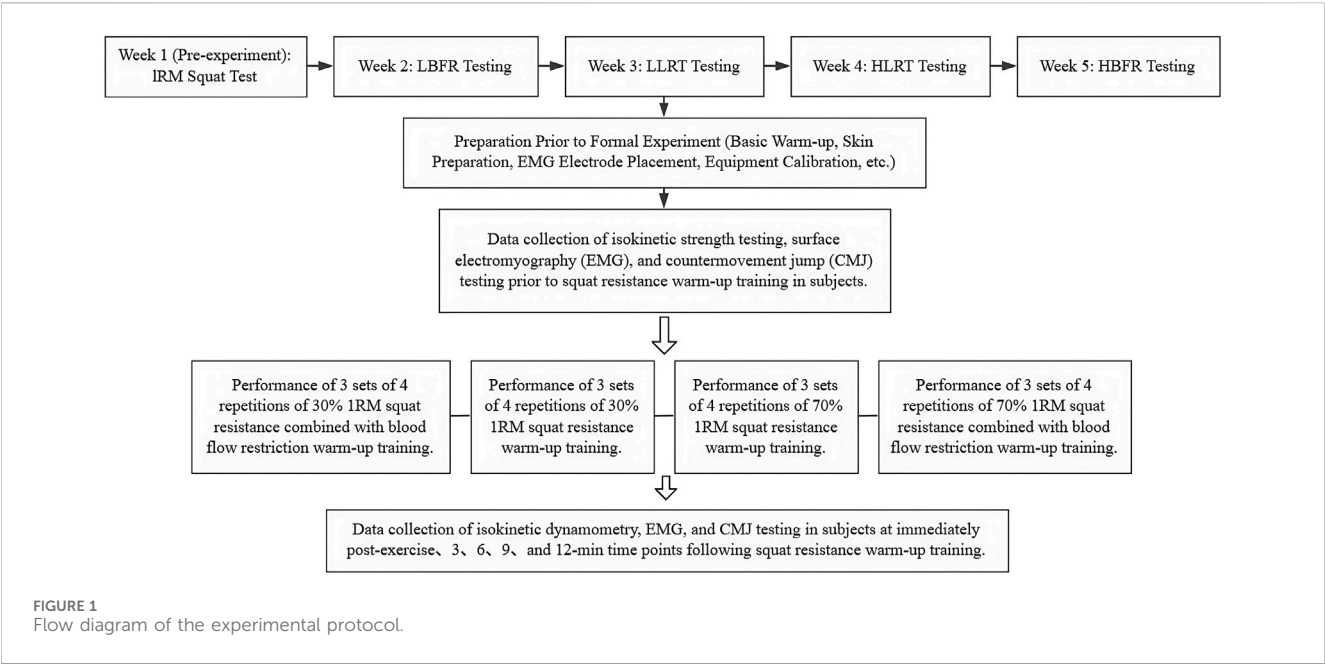 Week 1 (Pre-experiment):
lRM Squat Test
Week 2: LBFR Testing
Week 3: LLRT Testing
Week 4: HLRT Testing
Week 5: HBFR Testing
Preparation Prior to Formal Experiment (Basic Warm-up, Skin
Preparation, EMG Electrode Placement, Equipment Calibration, etc.)
Data collection of isokinetic strength testing, surface
electromyography (EMG), and countermovement jump (CMJ)
testing prior to squat resistance warm-up training in subjects.
Performance of 3 sets of 4
repetitions of 30% 1RM squat
resistance combined with blood
flow restriction warm-up training.
Performance of 3 sets
of 4 repetitions of 30%
1RM squat resistance
warm-up training.
Performance of 3 sets
of 4 repetitions of 70%
1RM squat resistance
warm-up training.
Performance of 3 sets of 4
repetitions of 70% 1RM squat
resistance combined with blood
flow restriction warm-up training.
Data collection of isokinetic dynamometry, EMG, and CMJ testing in subjects at immediately
post-exercise、3、6、9、and 12-min time points following squat resistance warm-up training.
FIGURE 1
Flow diagram of the experimental protocol.